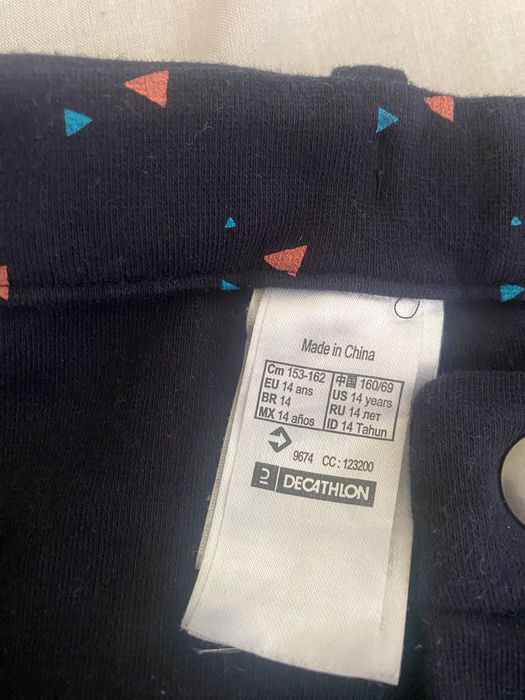 Made in China
Cm 153-162 中国 160/69
EU 14 ans US 14 years
BR 14 RU 14 лет
MX 14 años ID 14 Tahun
9674 CC: 123200
DECATHLON